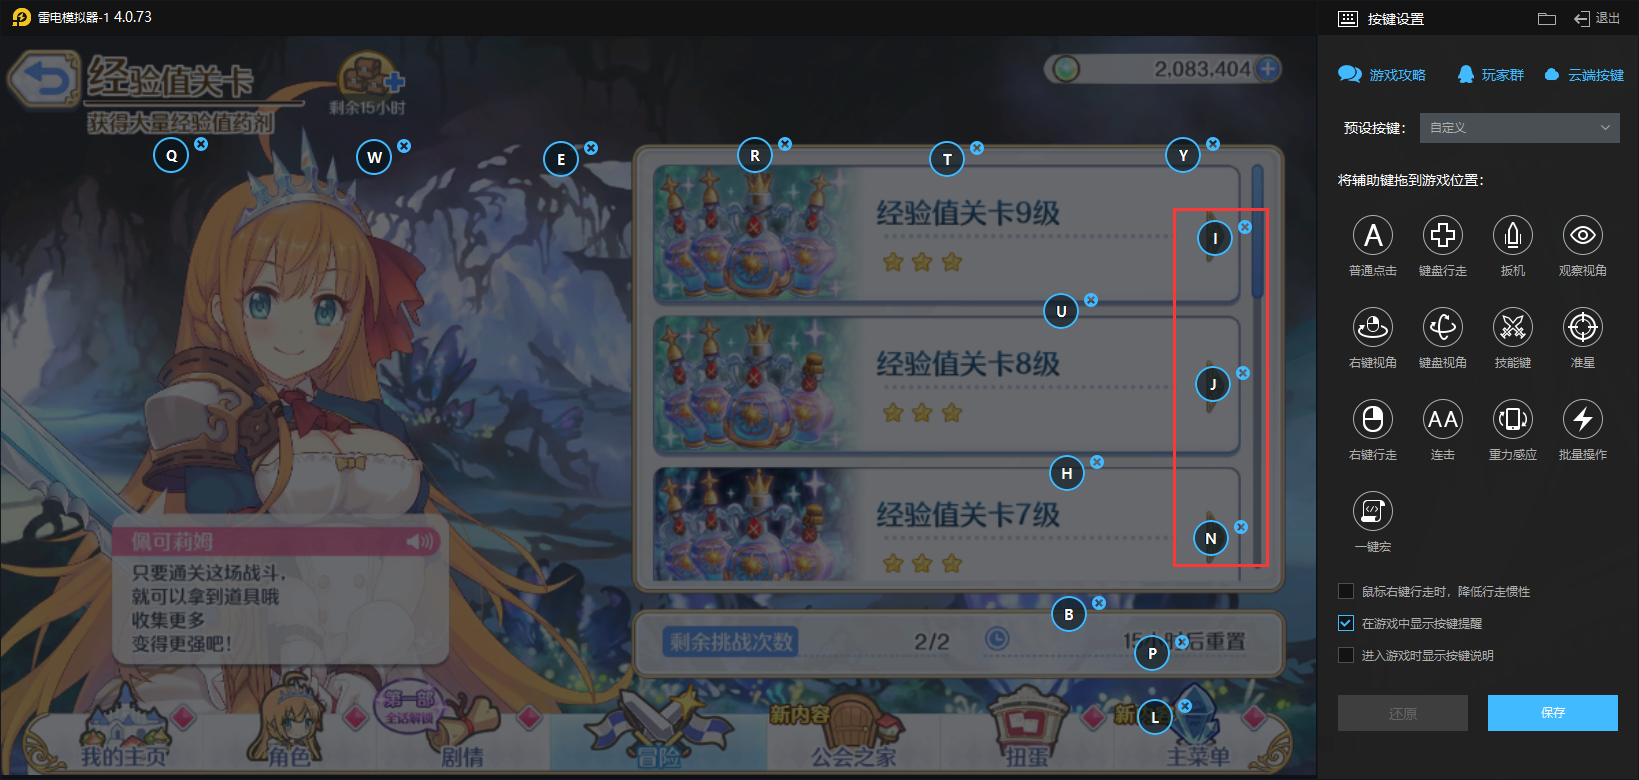 雷电模拟器-1 4.0.73
按键设置
退出
经验值关卡
获得大量经验值药剂
剩余15小时
2,083,404
游戏攻略
玩家群
云端按键
预设按键：
自定义
Q
W
E
R
T
Y
经验值关卡9级
I
将辅助键拖到游戏位置：
A
普通点击
键盘行走
扳机
观察视角
U
经验值关卡8级
J
右键视角
键盘视角
技能键
准星
AA
右键行走
连击
重力感应
批量操作
H
经验值关卡7级
N
一键宏
佩可莉姆
只要通关这场战斗，
就可以拿到道具哦
收集更多
变得更强吧！
B
剩余挑战次数
2/2
15小时后重置
P
鼠标右键行走时，降低行走惯性
在游戏中显示按键提醒
进入游戏时显示按键说明
还原
保存
第一部
全话解锁
新内容
新
L
我的主页
角色
剧情
冒险
公会之家
扭蛋
主菜单